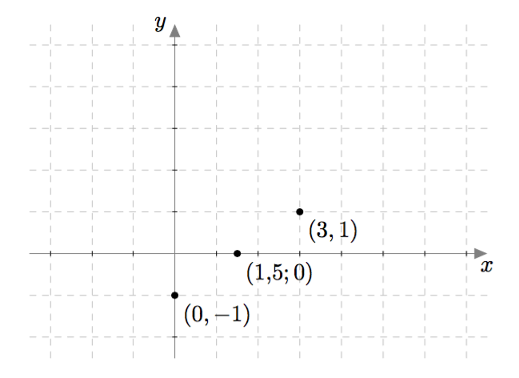 y
(3, 1)
x
(1,5; 0)
(0, −1)